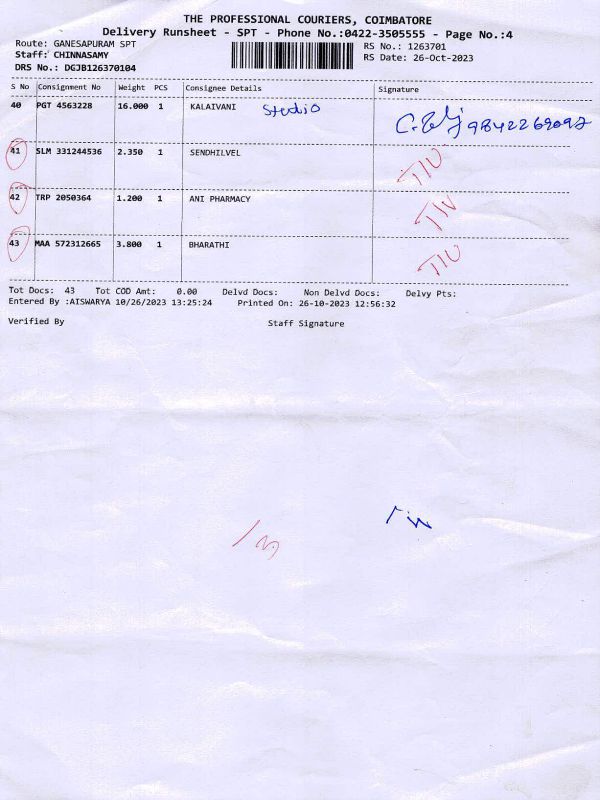 THE PROFESSIONAL COURIERS, COIMBATORE
Delivery Runsheet - SPT - Phone No.:0422-3505555 - Page No.:4
Route: GANESAPURAM SPT RS No.: 1263701
Staff: CHINNASAMY RS Date: 26-Oct-2023
DRS No.: DGJB126370104
S No Consignment No Weight PCS Consignee Details Signature
40 PGT 4563228 16.000 1 KALAIVANI Studio 9842269097
41 SLM 331244536 2.350 1 SENDHILVEL
42 TRP 2050364 1.200 1 ANI PHARMACY
43 MAA 572312665 3.800 1 BHARATHI
Tot Docs: 43 Tot COD Amt: 0.00 Delvd Docs: Non Delvd Docs: Delvy Pts:
Entered By :AISWARYA 10/26/2023 13:25:24 Printed On: 26-10-2023 12:56:32
Verified By Staff Signature